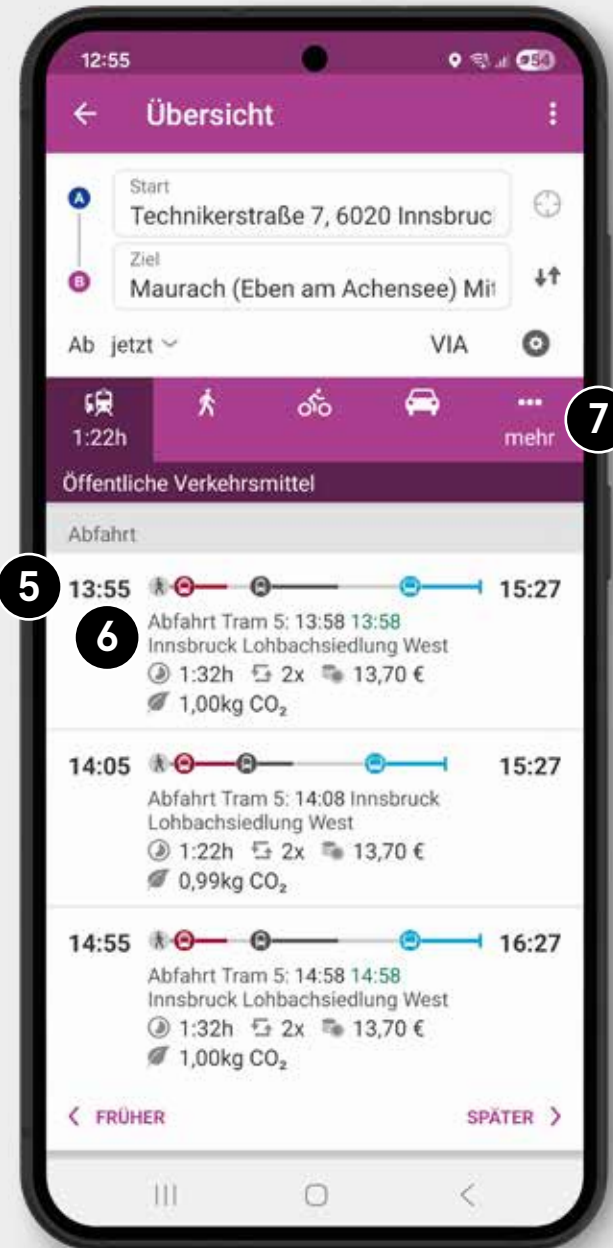 12:55
54
Übersicht
A
Start
Technikerstraße 7, 6020 Innsbruc
B
Ziel
Maurach (Eben am Achensee) Mit
Ab jetzt
VIA
1:22h
mehr
7
Öffentliche Verkehrsmittel
Abfahrt
5
13:55
15:27
6
Abfahrt Tram 5: 13:58 13:58
Innsbruck Lohbachsiedlung West
1:32h 2x 13,70 €
1,00kg CO₂
14:05
15:27
Abfahrt Tram 5: 14:08 Innsbruck
Lohbachsiedlung West
1:22h 2x 13,70 €
0,99kg CO₂
14:55
16:27
Abfahrt Tram 5: 14:58 14:58
Innsbruck Lohbachsiedlung West
1:32h 2x 13,70 €
1,00kg CO₂
FRÜHER
SPÄTER